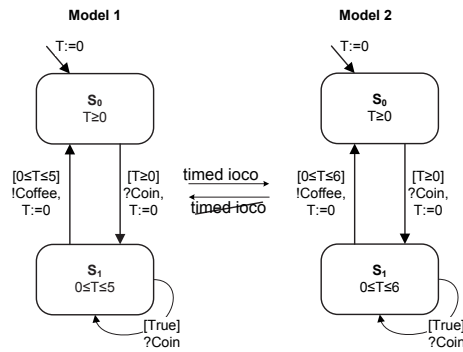 Model 1
T:=0
S0
T≥0
[0≤T≤5]
!Coffee,
T:=0
[T≥0]
?Coin,
T:=0
S1
0≤T≤5
[True]
?Coin
timed ioco
timed ioco
Model 2
T:=0
S0
T≥0
[0≤T≤6]
!Coffee,
T:=0
[T≥0]
?Coin,
T:=0
S1
0≤T≤6
[True]
?Coin